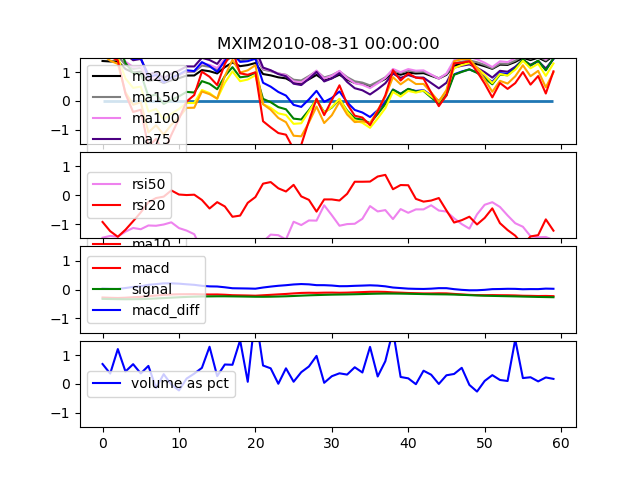 MXIM2010-08-31 00:00:00
1
0
−1
ma200
ma150
ma100
ma75
1
0
−1
rsi50
rsi20
ma10
1
0
−1
macd
signal
macd_diff
1
0
−1
volume as pct
0 10 20 30 40 50 60